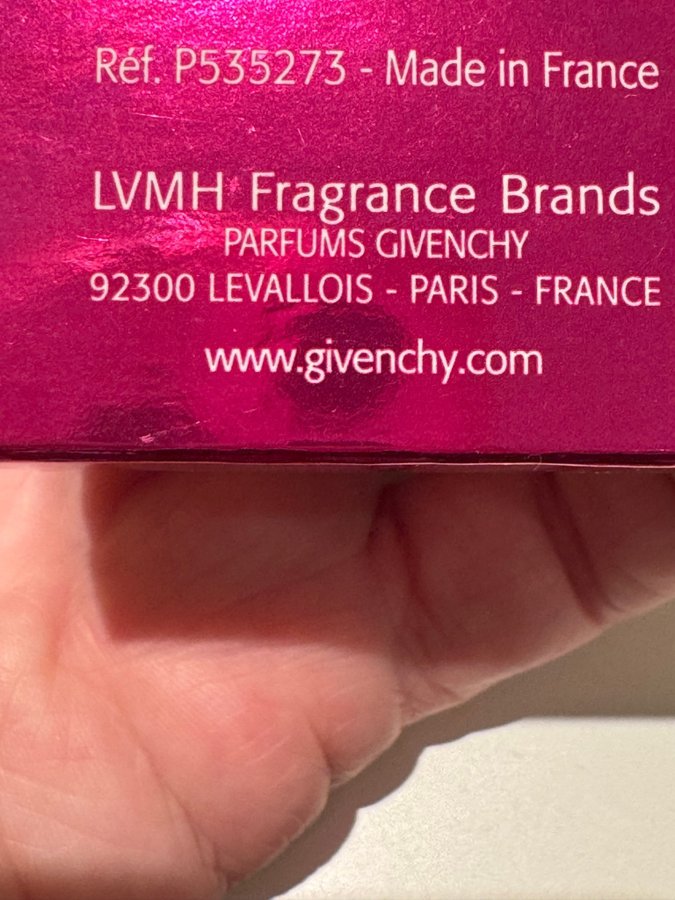 Réf. P535273 - Made in France
LVMH Fragrance Brands
PARFUMS GIVENCHY
92300 LEVALLOIS - PARIS - FRANCE
www.givenchy.com